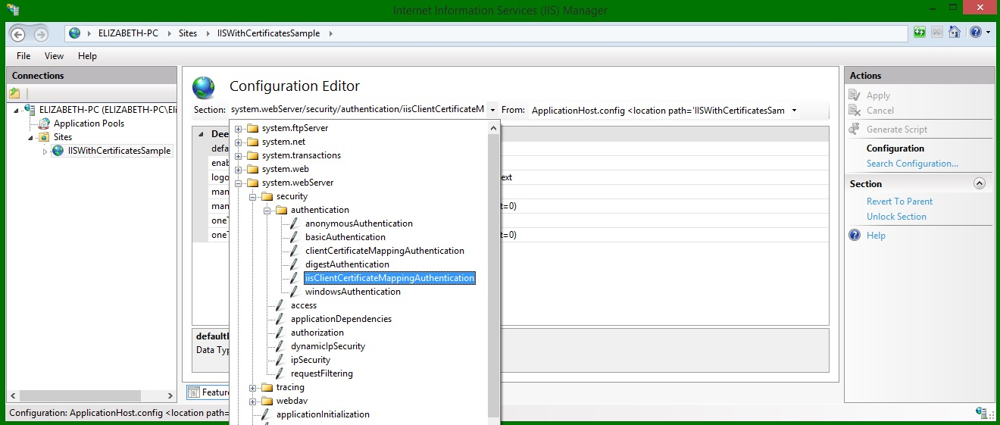 Internet Information Services (IIS) Manager
ELIZABETH-PC Sites IISWithCertificatesSample
File View Help
Connections
ELIZABETH-PC (ELIZABETH-PC\Eli
Application Pools
Sites
IISWithCertificatesSample
Configuration Editor
Section: system.webServer/security/authentication/iisClientCertificateM From: ApplicationHost.config <location path='IISWithCertificatesSam
Dee
defa
enab
logo ext
man
man t=0)
oneT
oneT t=0)
system.ftpServer
system.net
system.transactions
system.web
system.webServer
security
authentication
anonymousAuthentication
basicAuthentication
clientCertificateMappingAuthentication
digestAuthentication
iisClientCertificateMappingAuthentication
windowsAuthentication
access
applicationDependencies
authorization
dynamicIpSecurity
ipSecurity
requestFiltering
tracing
webdav
applicationInitialization
defaultl
Data Typ
Feature
Actions
Apply
Cancel
Generate Script
Configuration
Search Configuration...
Section
Revert To Parent
Unlock Section
Help
Configuration: ApplicationHost.config <location path=